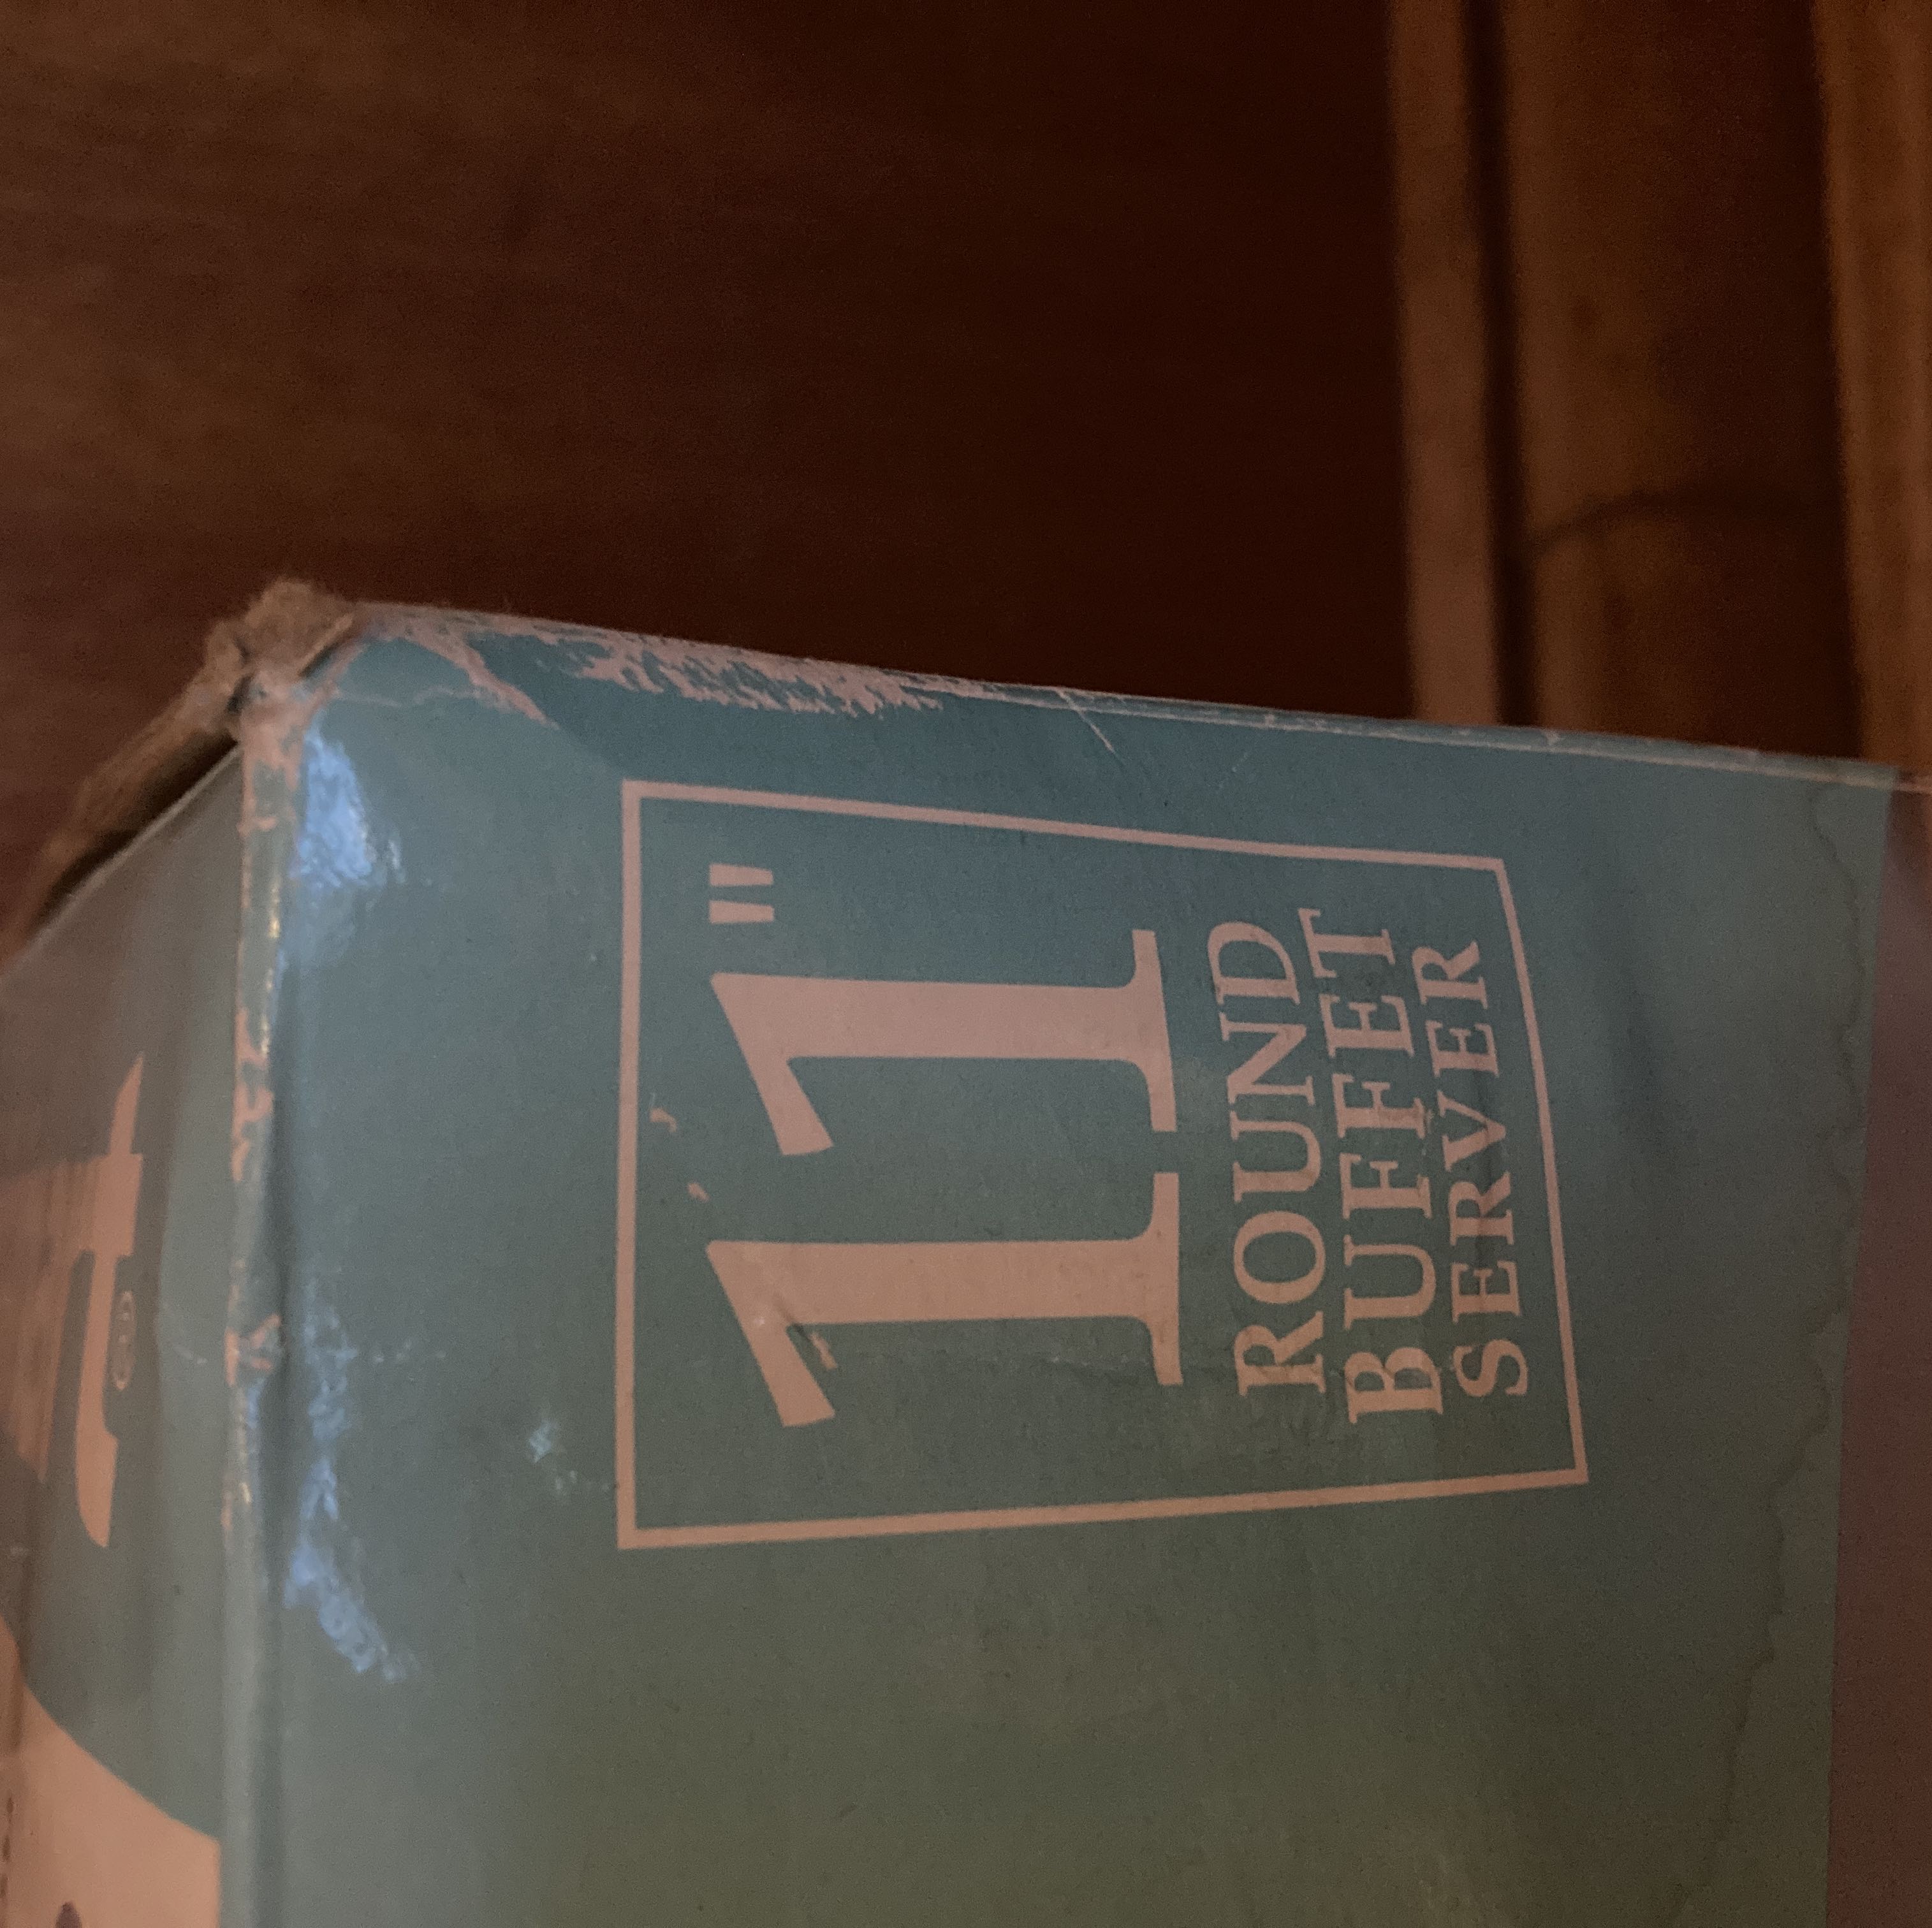 11"
ROUND
BUFFET
SERVER